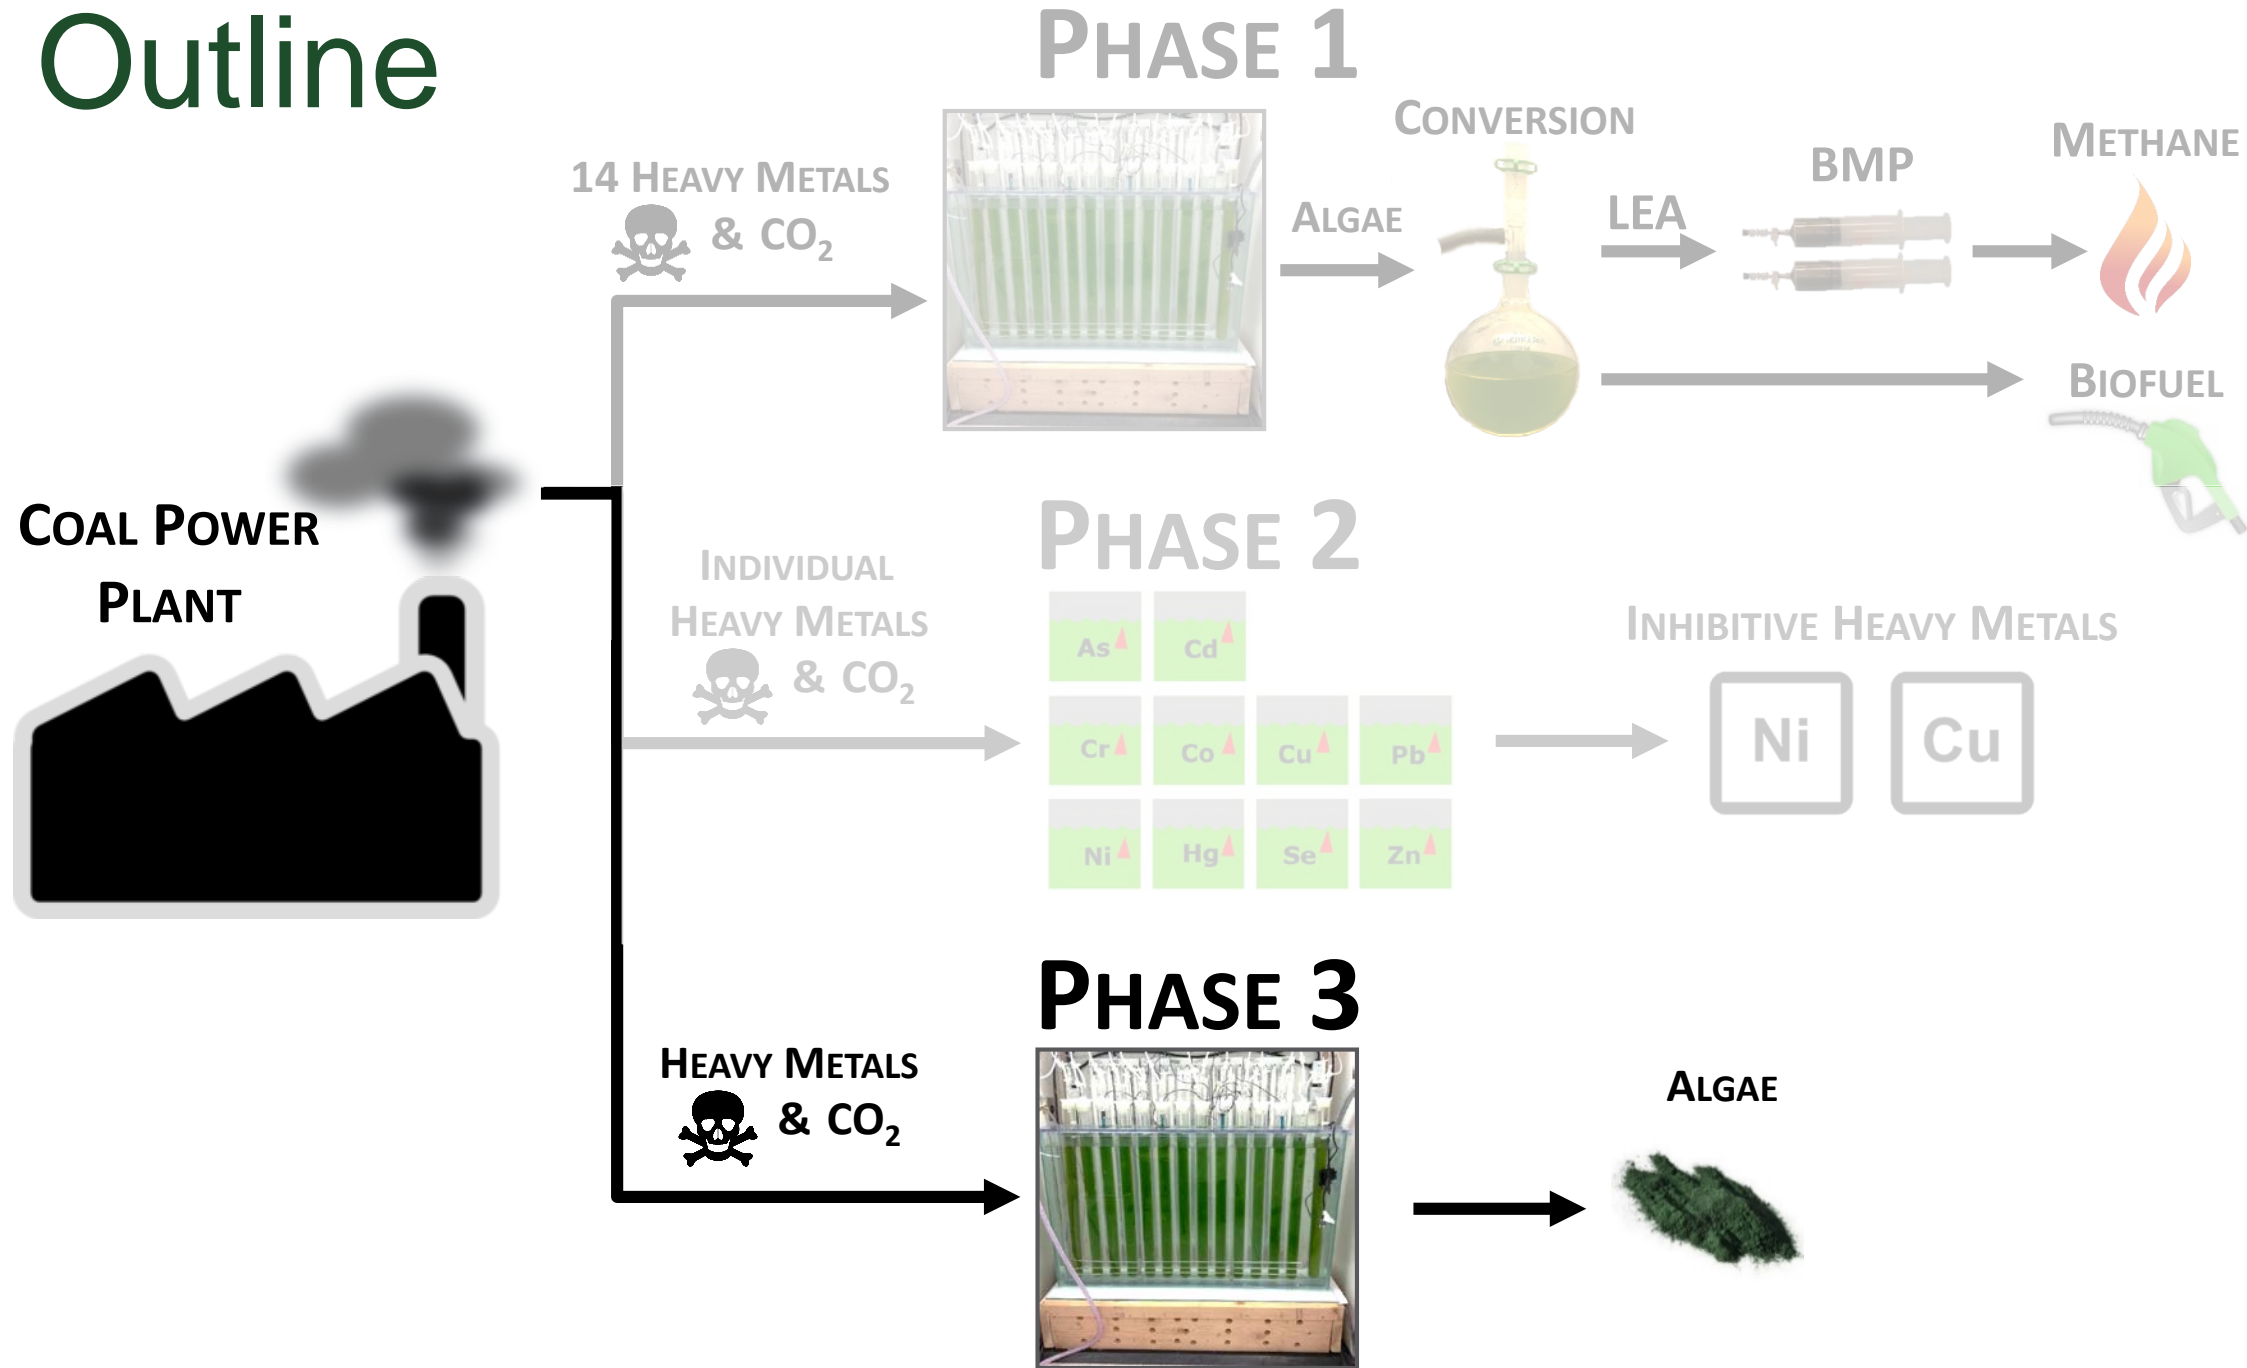 Outline
PHASE 1
14 HEAVY METALS
& CO₂
ALGAE
CONVERSION
LEA
BMP
METHANE
BIOFUEL
COAL POWER
PLANT
PHASE 2
INDIVIDUAL
HEAVY METALS
& CO₂
As Cd
Cr Co Cu Pb
Ni Hg Se Zn
INHIBITIVE HEAVY METALS
Ni Cu
PHASE 3
HEAVY METALS
& CO₂
ALGAE